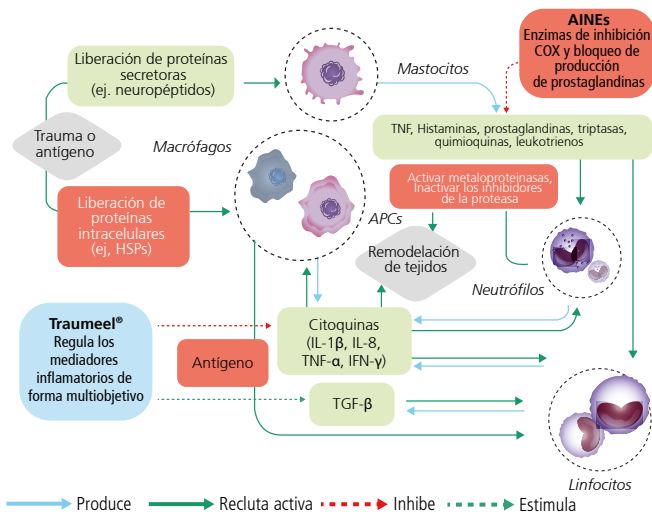 AINEs
Enzimas de inhibición
COX y bloqueo de
producción
de prostaglandinas
Liberación de proteínas
secretoras
(ej. neuropéptidos)
Mastocitos
TNF, Histaminas, prostaglandinas, triptasas,
quimioquinas, leukotrienos
Trauma o
antígeno
Macrófagos
Activar metaloproteinasas,
Inactivar los inhibidores
de la proteasa
Liberación de
proteínas
intracelulares
(ej, HSPs)
APCs
Remodelación
de tejidos
Neutrófilos
Traumeel®
Regula los
mediadores
inflamatorios de
forma multiobjetivo
Citoquinas
(IL-1β, IL-8,
TNF-α, IFN-γ)
Antígeno
TGF-β
Linfocitos
Produce
Recluta activa
Inhibe
Estimula